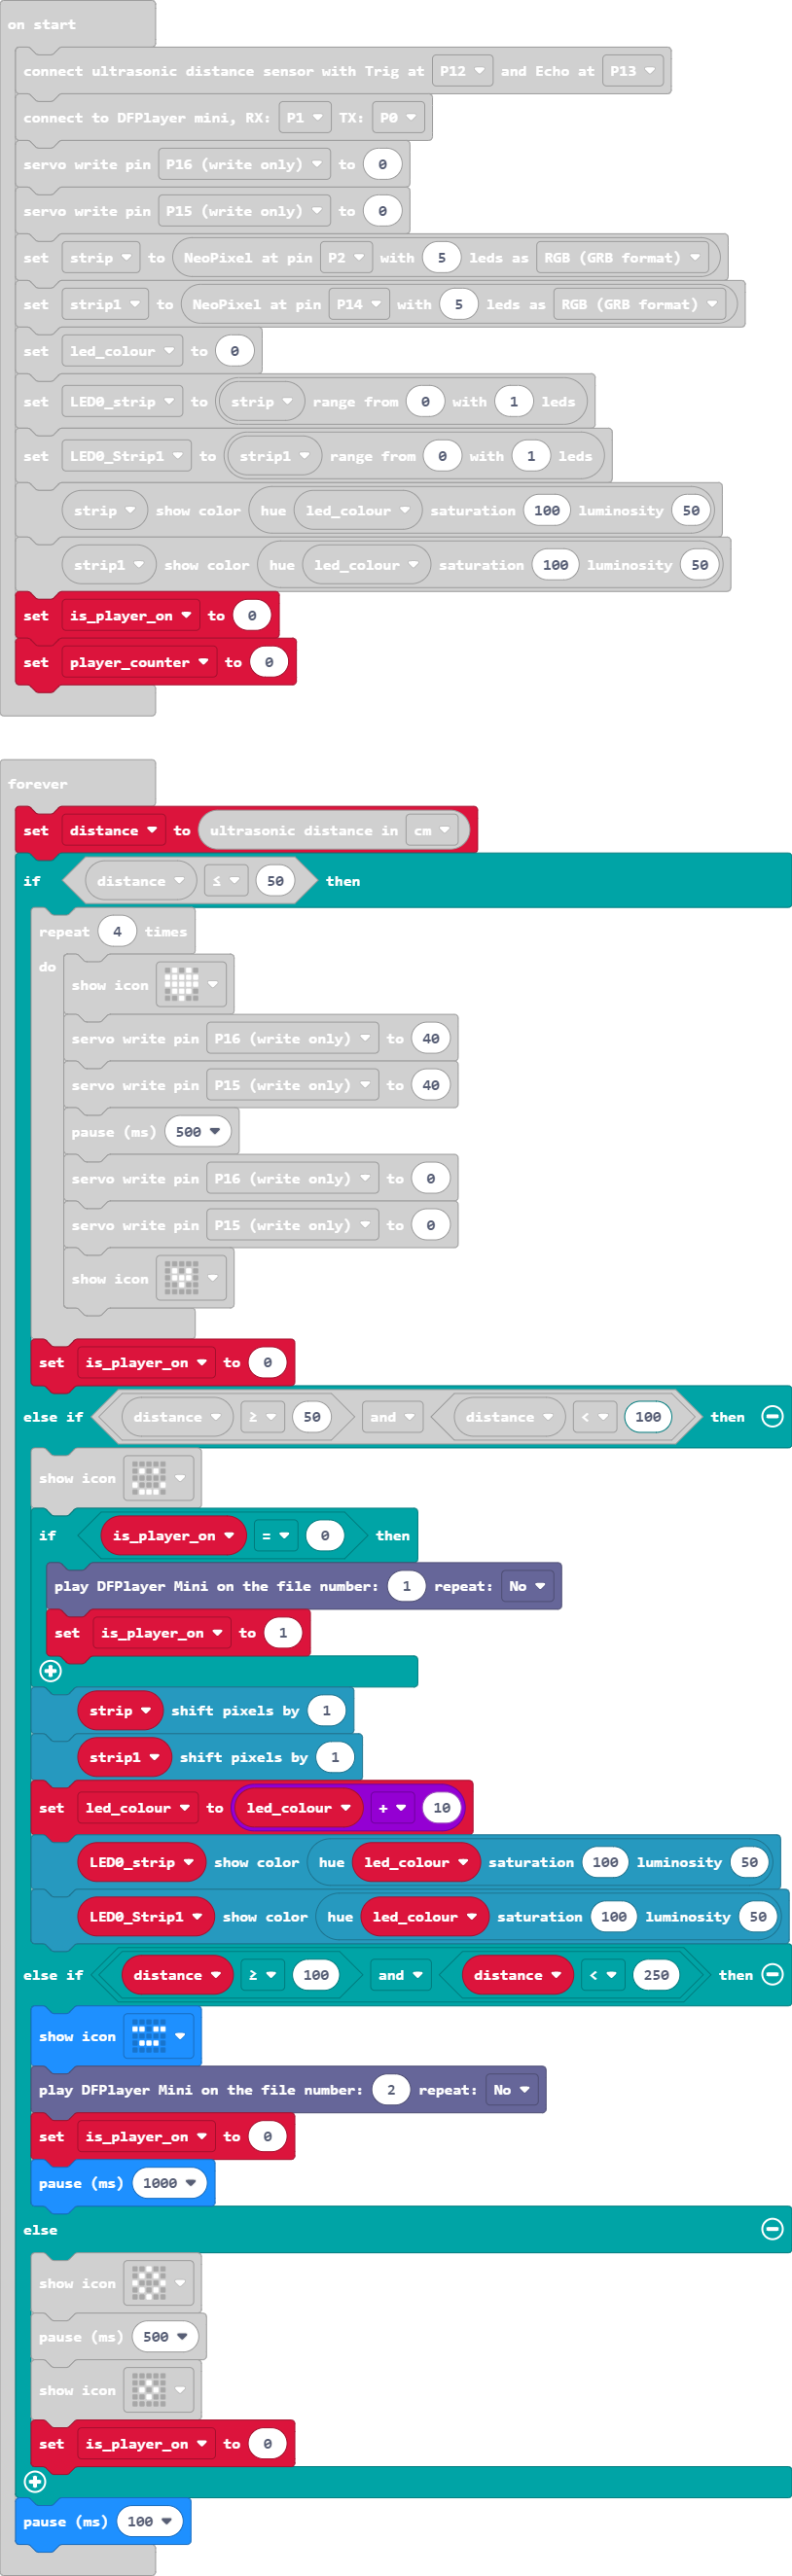 on start
connect ultrasonic distance sensor with Trig at P12 and Echo at P13
connect to DFPlayer mini, RX: P1 TX: P0
servo write pin P16 (write only) to 0
servo write pin P15 (write only) to 0
set strip to NeoPixel at pin P2 with 5 leds as RGB (GRB format)
set strip1 to NeoPixel at pin P14 with 5 leds as RGB (GRB format)
set led_colour to 0
set LED0_strip to strip range from 0 with 1 leds
set LED0_Strip1 to strip1 range from 0 with 1 leds
strip show color hue led_colour saturation 100 luminosity 50
strip1 show color hue led_colour saturation 100 luminosity 50
set is_player_on to 0
set player_counter to 0
forever
set distance to ultrasonic distance in cm
if distance ≤ 50 then
repeat 4 times
do
show icon
servo write pin P16 (write only) to 40
servo write pin P15 (write only) to 40
pause (ms) 500
servo write pin P16 (write only) to 0
servo write pin P15 (write only) to 0
show icon
set is_player_on to 0
else if distance ≥ 50 and distance < 100 then
show icon
if is_player_on = 0 then
play DFPlayer Mini on the file number: 1 repeat: No
set is_player_on to 1
strip shift pixels by 1
strip1 shift pixels by 1
set led_colour to led_colour + 10
LED0_strip show color hue led_colour saturation 100 luminosity 50
LED0_Strip1 show color hue led_colour saturation 100 luminosity 50
else if distance ≥ 100 and distance < 250 then
show icon
play DFPlayer Mini on the file number: 2 repeat: No
set is_player_on to 0
pause (ms) 1000
else
show icon
pause (ms) 500
show icon
set is_player_on to 0
pause (ms) 100